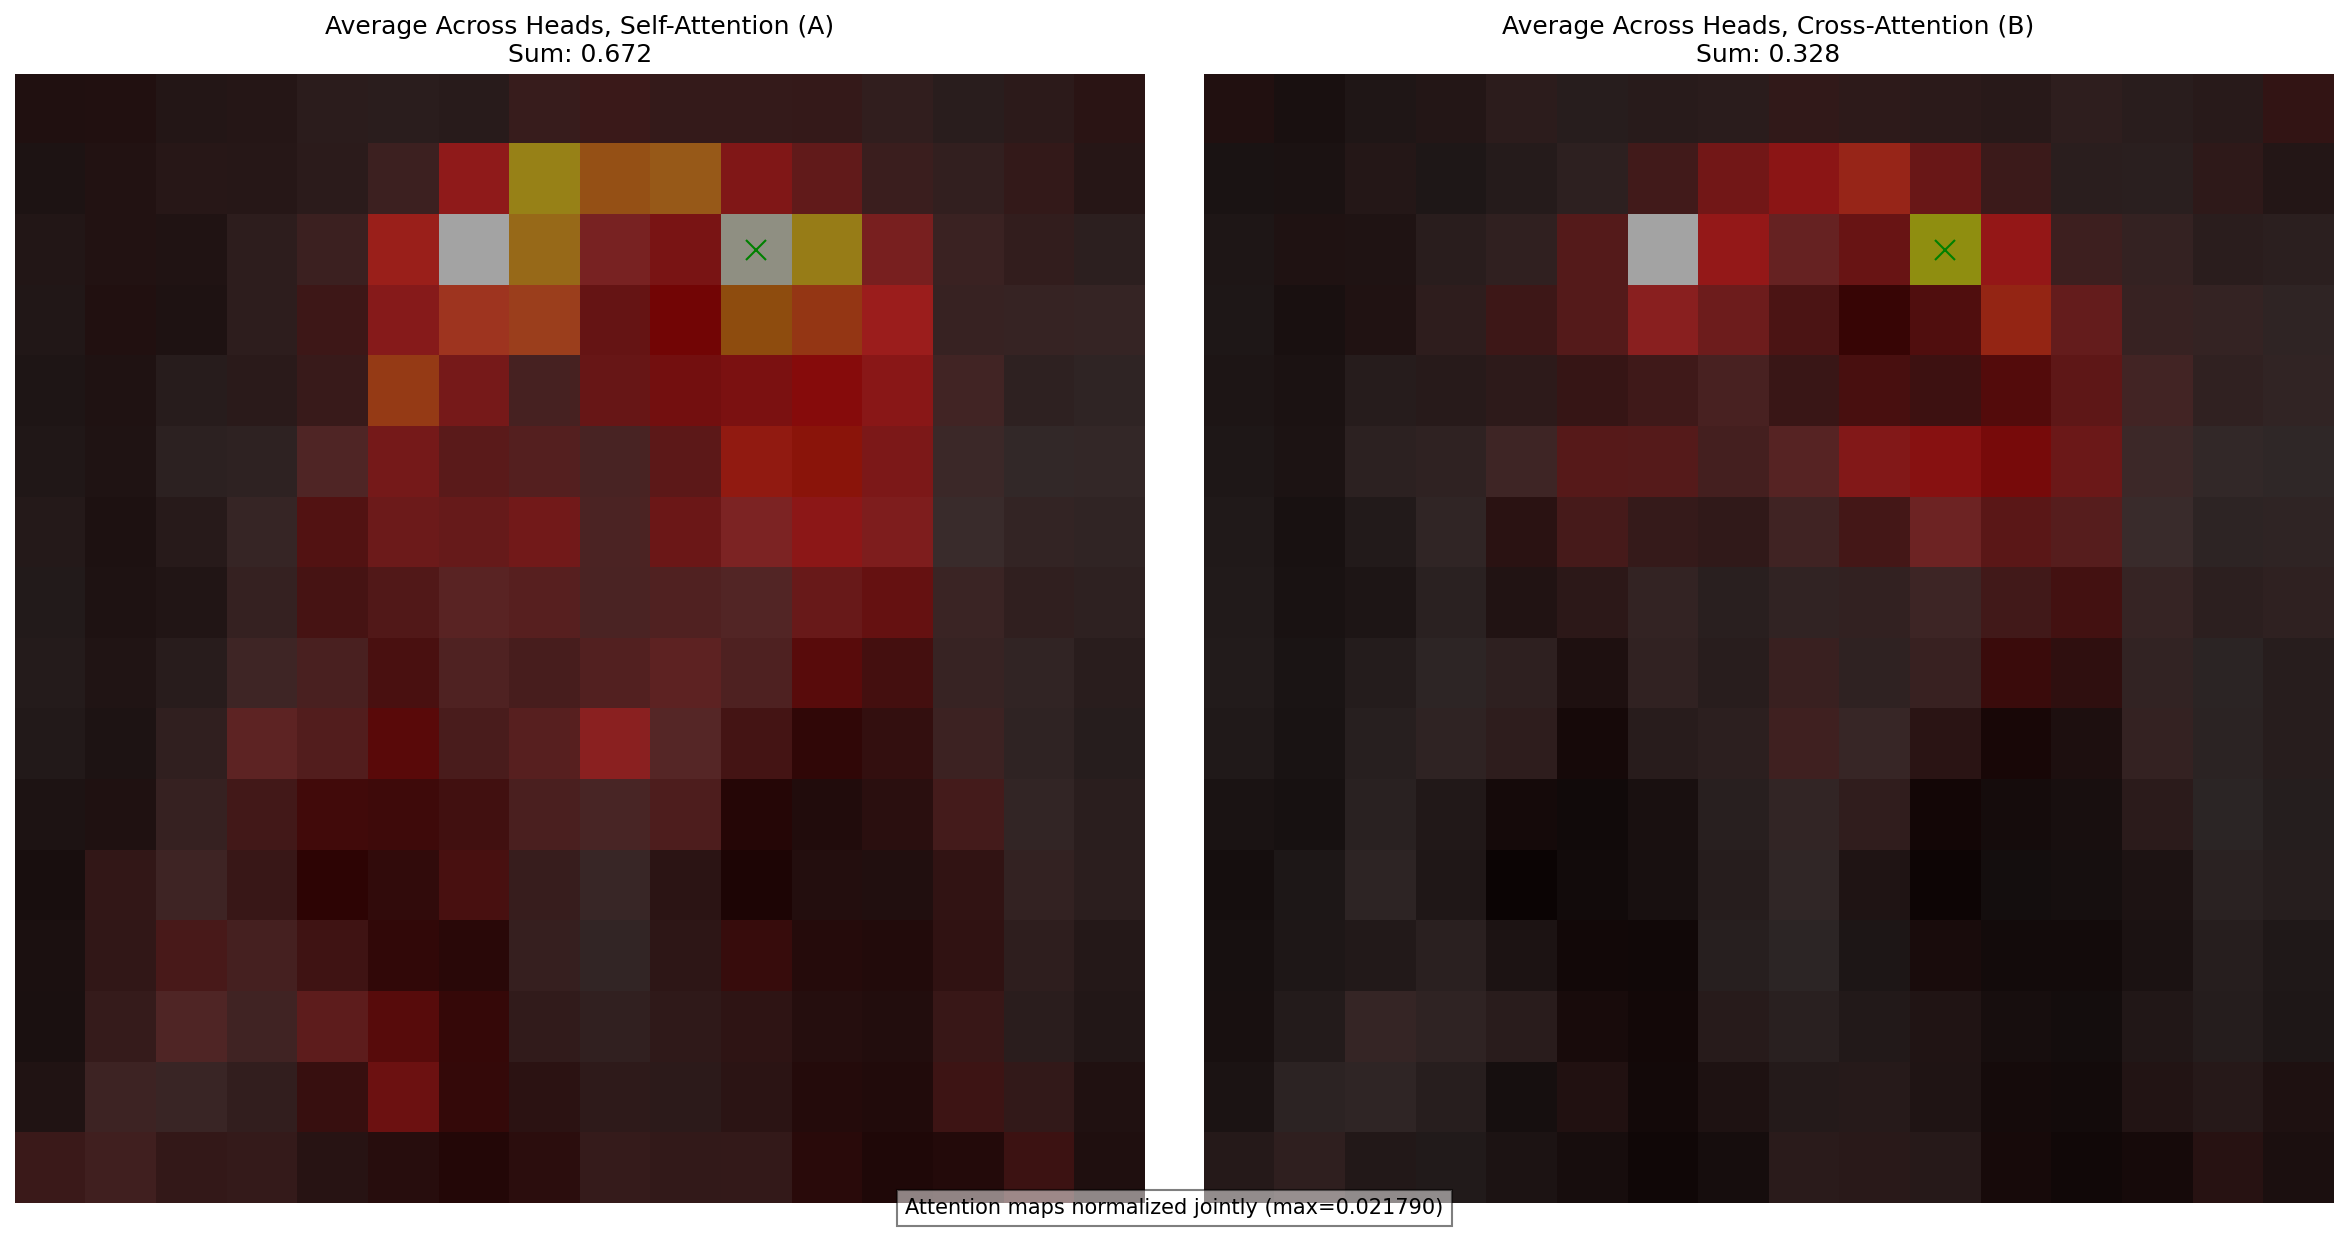 Average Across Heads, Self-Attention (A)
Sum: 0.672
Average Across Heads, Cross-Attention (B)
Sum: 0.328
Attention maps normalized jointly (max=0.021790)